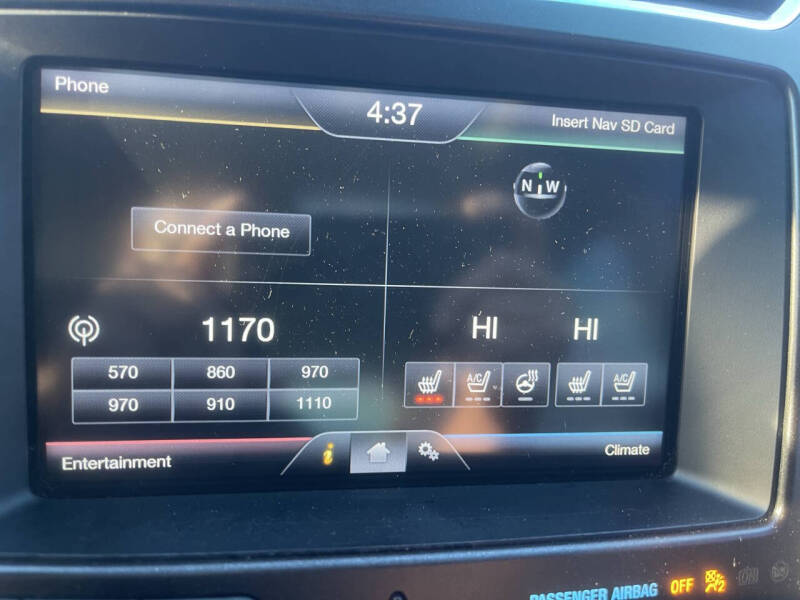 Phone
4:37
Insert Nav SD Card
N W
Connect a Phone
1170
HI HI
570 860 970
970 910 1110
A/C A/C
i
Entertainment
Climate
PASSENGER AIRBAG OFF 2